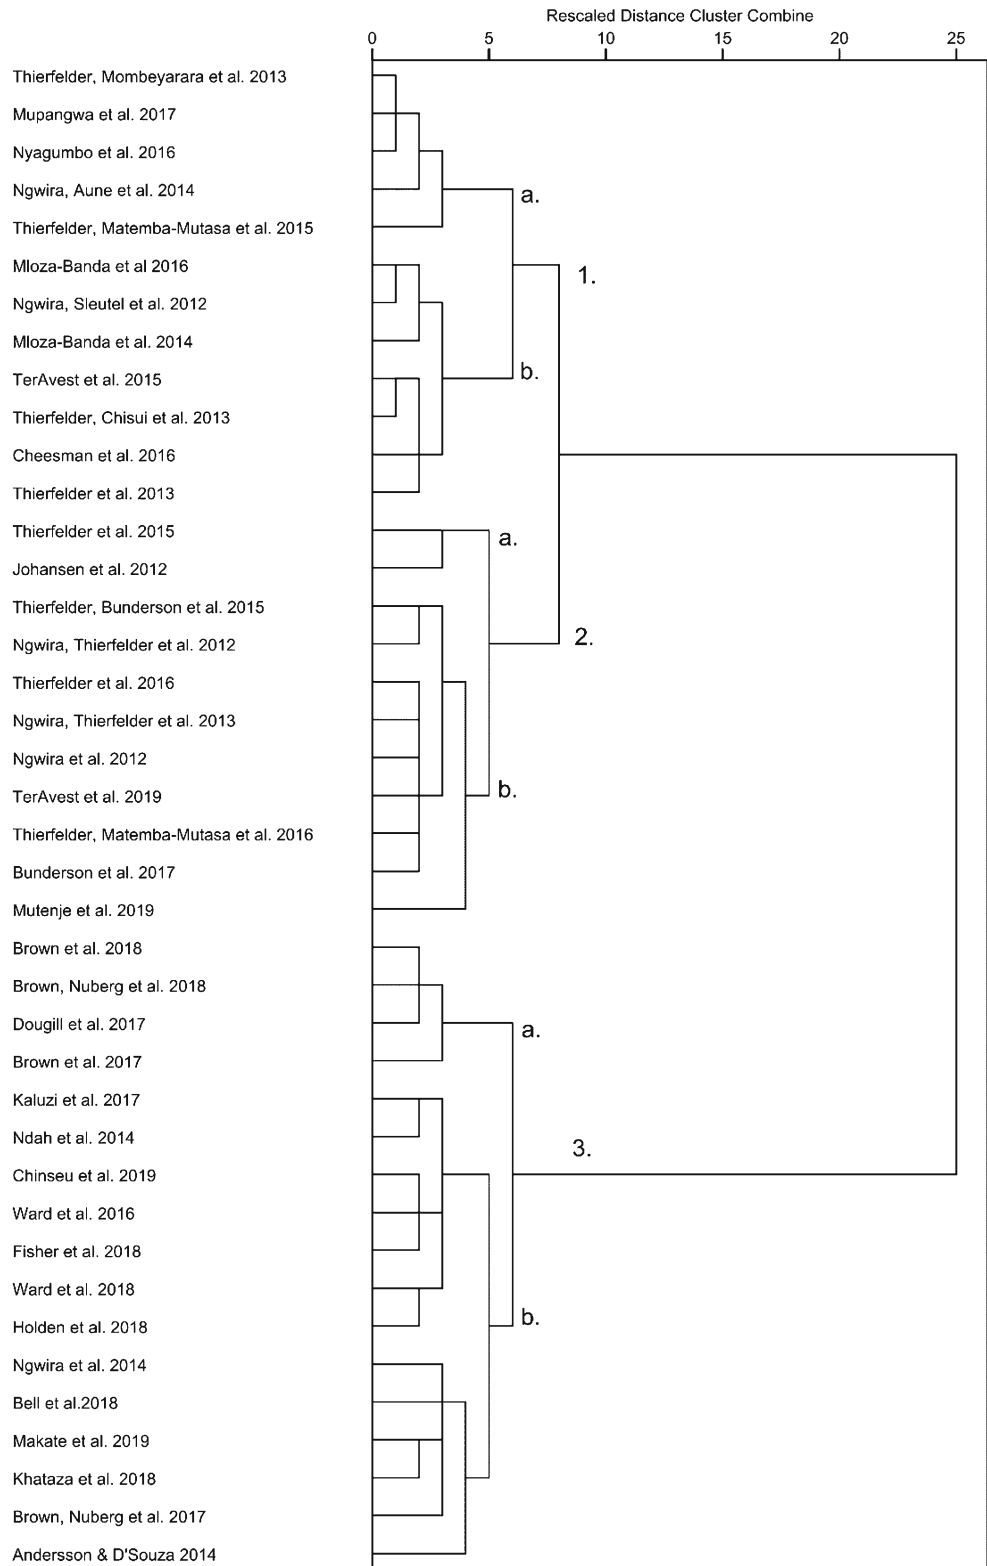 Rescaled Distance Cluster Combine
0 5 10 15 20 25
Thierfelder, Mombeyarara et al. 2013
Mupangwa et al. 2017
Nyagumbo et al. 2016
Ngwira, Aune et al. 2014
a.
Thierfelder, Matemba-Mutasa et al. 2015
Mloza-Banda et al 2016
1.
Ngwira, Sleutel et al. 2012
Mloza-Banda et al. 2014
TerAvest et al. 2015
b.
Thierfelder, Chisui et al. 2013
Cheesman et al. 2016
Thierfelder et al. 2013
Thierfelder et al. 2015
a.
Johansen et al. 2012
Thierfelder, Bunderson et al. 2015
Ngwira, Thierfelder et al. 2012
2.
Thierfelder et al. 2016
Ngwira, Thierfelder et al. 2013
Ngwira et al. 2012
TerAvest et al. 2019
b.
Thierfelder, Matemba-Mutasa et al. 2016
Bunderson et al. 2017
Mutenje et al. 2019
Brown et al. 2018
Brown, Nuberg et al. 2018
Dougill et al. 2017
a.
Brown et al. 2017
Kaluzi et al. 2017
Ndah et al. 2014
3.
Chinseu et al. 2019
Ward et al. 2016
Fisher et al. 2018
Ward et al. 2018
Holden et al. 2018
b.
Ngwira et al. 2014
Bell et al.2018
Makate et al. 2019
Khataza et al. 2018
Brown, Nuberg et al. 2017
Andersson & D'Souza 2014